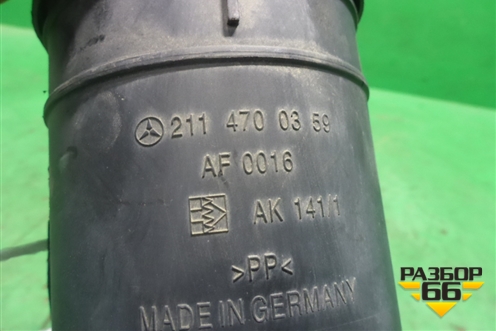 211 470 03 59
AF 0016
AK 141/1
>PP<
MADE IN GERMANY
РАЗБОР
66